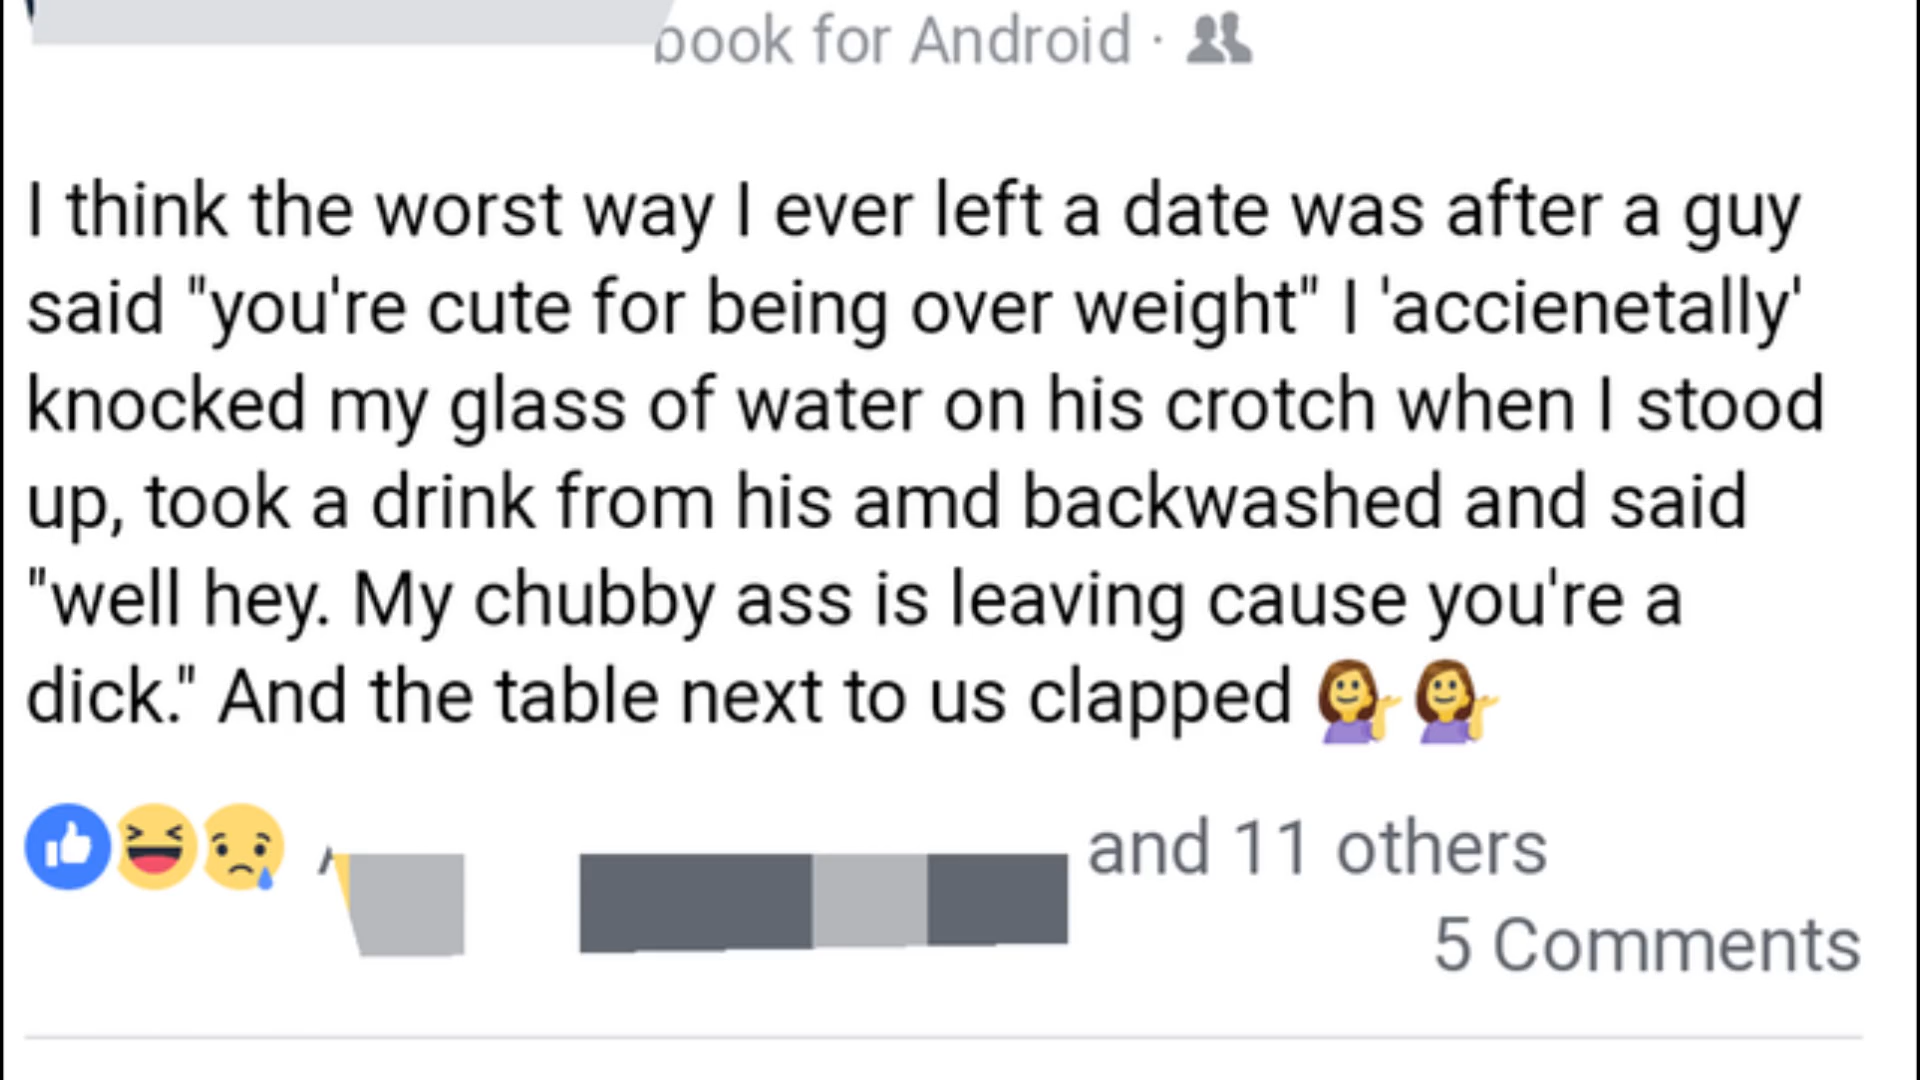 book for Android ·
I think the worst way I ever left a date was after a guy
said "you're cute for being over weight" I 'accienetally'
knocked my glass of water on his crotch when I stood
up, took a drink from his amd backwashed and said
"well hey. My chubby ass is leaving cause you're a
dick." And the table next to us clapped 💁💁
and 11 others
5 Comments